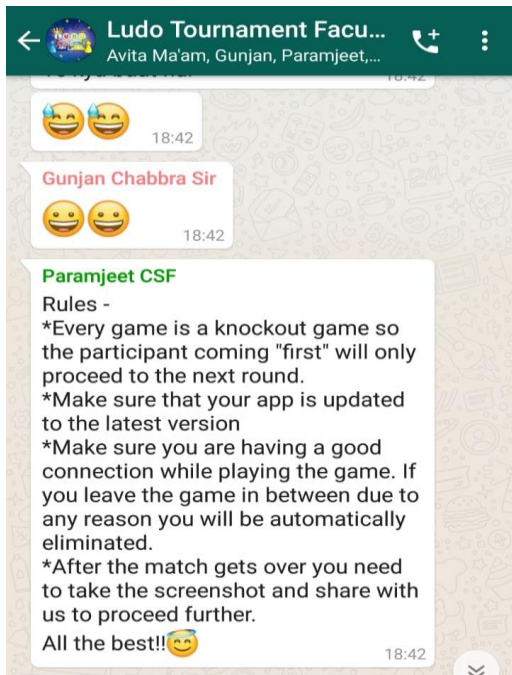 Ludo Tournament Facu...
Avita Ma'am, Gunjan, Paramjeet,...
18:42
😅😅
18:42
Gunjan Chabbra Sir
😀😀
18:42
Paramjeet CSF
Rules -
*Every game is a knockout game so
the participant coming "first" will only
proceed to the next round.
*Make sure that your app is updated
to the latest version
*Make sure you are having a good
connection while playing the game. If
you leave the game in between due to
any reason you will be automatically
eliminated.
*After the match gets over you need
to take the screenshot and share with
us to proceed further.
All the best!!😇
18:42